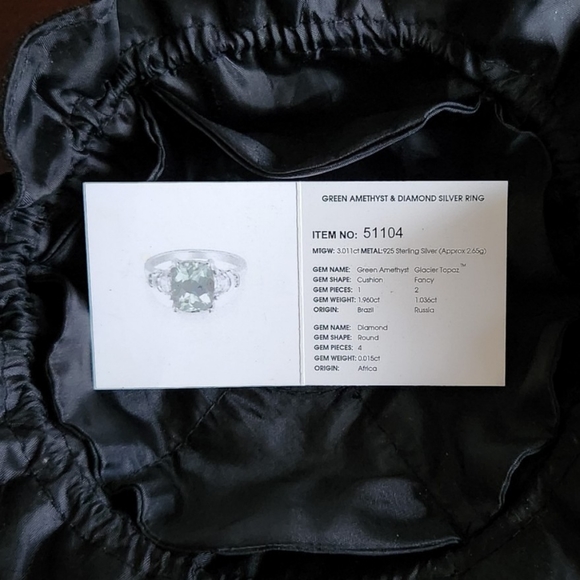 GREEN AMETHYST & DIAMOND SILVER RING
ITEM NO: 51104
MTGW: 3.011ct METAL:925 Sterling Silver (Approx 2.65g)
GEM NAME: Green Amethyst Glacier Topaz™
GEM SHAPE: Cushion Fancy
GEM PIECES: 1 2
GEM WEIGHT: 1.960ct 1.036ct
ORIGIN: Brazil Russia
GEM NAME: Diamond
GEM SHAPE: Round
GEM PIECES: 4
GEM WEIGHT: 0.015ct
ORIGIN: Africa